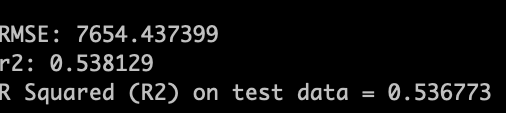 RMSE: 7654.437399
r2: 0.538129
R Squared (R2) on test data = 0.536773